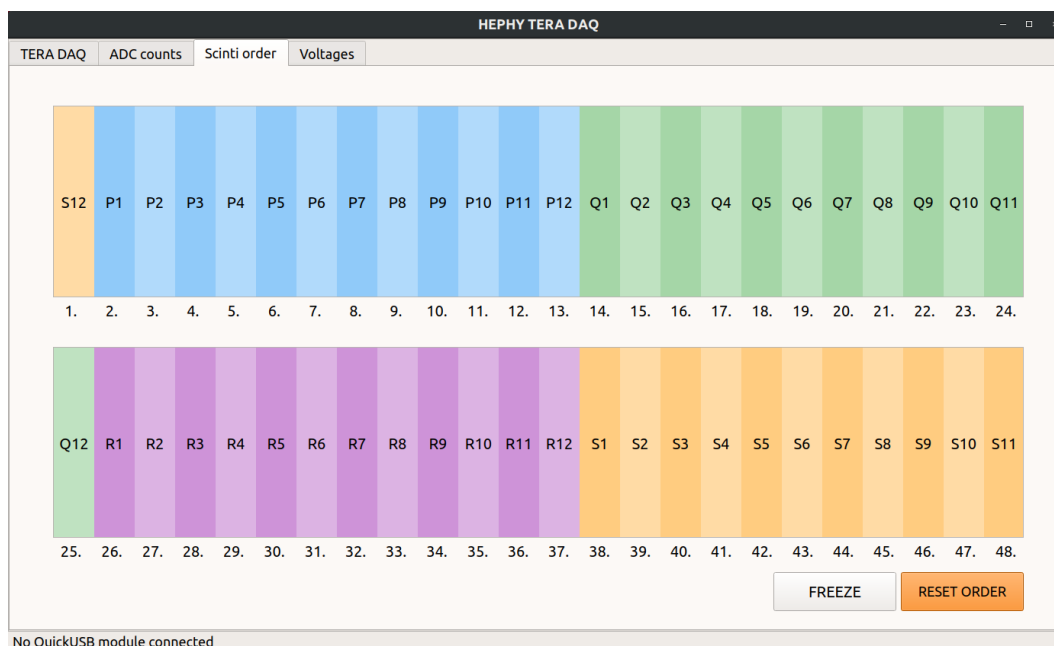 HEPHY TERA DAQ
TERA DAQ ADC counts Scinti order Voltages
S12 P1 P2 P3 P4 P5 P6 P7 P8 P9 P10 P11 P12 Q1 Q2 Q3 Q4 Q5 Q6 Q7 Q8 Q9 Q10 Q11
1. 2. 3. 4. 5. 6. 7. 8. 9. 10. 11. 12. 13. 14. 15. 16. 17. 18. 19. 20. 21. 22. 23. 24.
Q12 R1 R2 R3 R4 R5 R6 R7 R8 R9 R10 R11 R12 S1 S2 S3 S4 S5 S6 S7 S8 S9 S10 S11
25. 26. 27. 28. 29. 30. 31. 32. 33. 34. 35. 36. 37. 38. 39. 40. 41. 42. 43. 44. 45. 46. 47. 48.
FREEZE RESET ORDER
No QuickUSB module connected